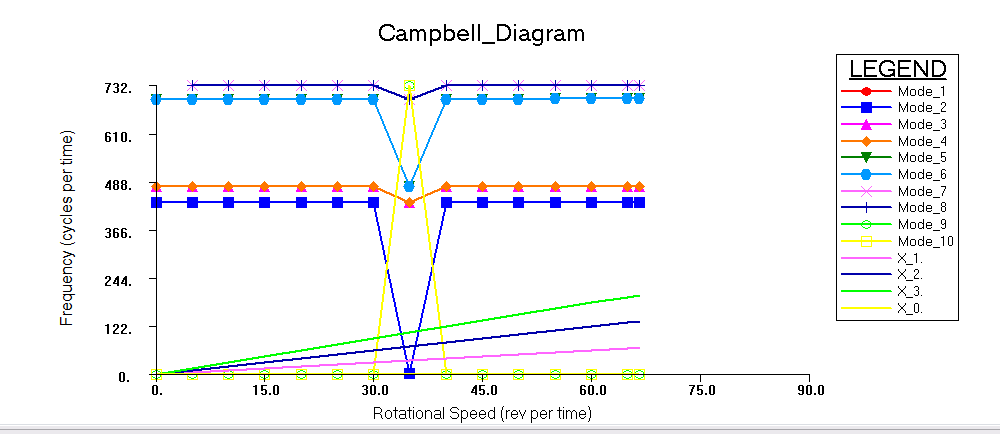 Campbell_Diagram
LEGEND
Mode_1
Mode_2
Mode_3
Mode_4
Mode_5
Mode_6
Mode_7
Mode_8
Mode_9
Mode_10
X_1.
X_2.
X_3.
X_0.
Frequency (cycles per time)
732.
610.
488.
366.
244.
122.
0.
0. 15.0 30.0 45.0 60.0 75.0 90.0
Rotational Speed (rev per time)